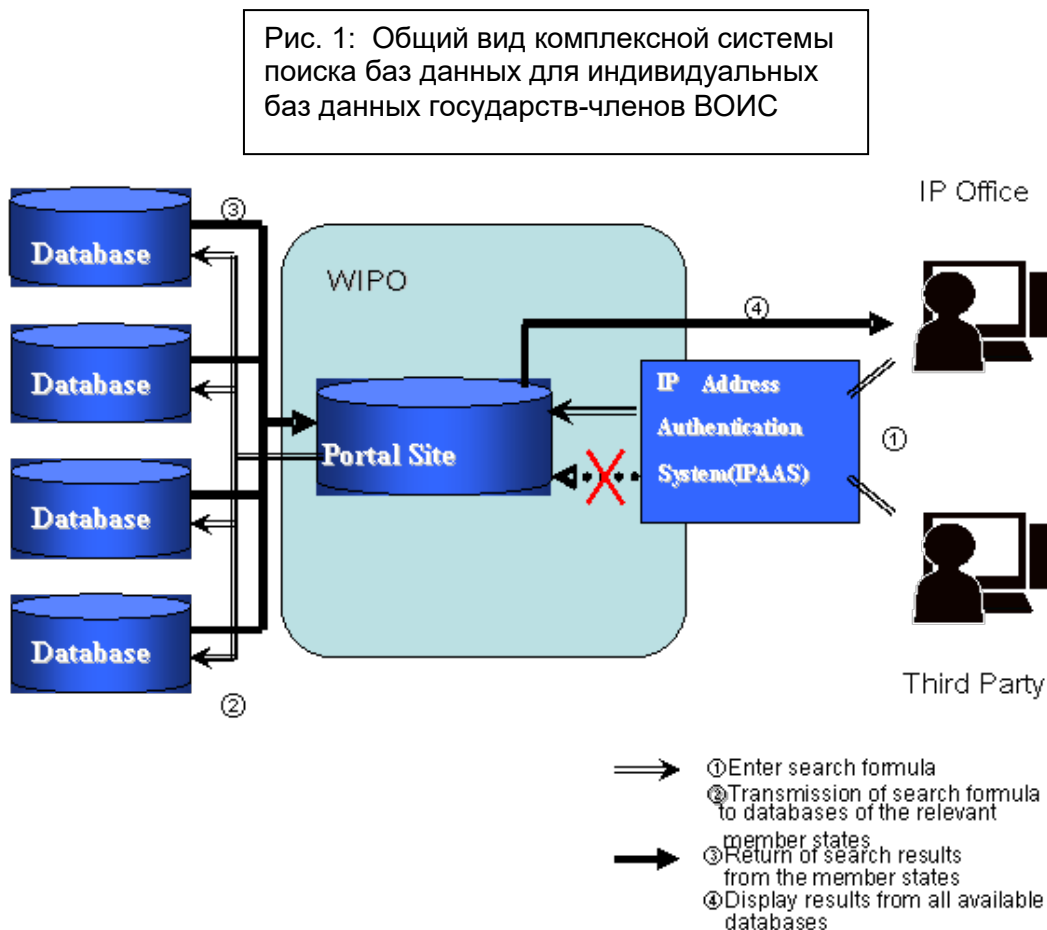 Рис. 1: Общий вид комплексной системы
поиска баз данных для индивидуальных
баз данных государств-членов ВОИС
IP Office
③
Database
WIPO
④
Database
IP Address
Authentication
System(IPAAS)
①
Portal Site
Database
Database
②
Third Party
①Enter search formula
②Transmission of search formula
to databases of the relevant
member states
③Return of search results
from the member states
④Display results from all available
databases